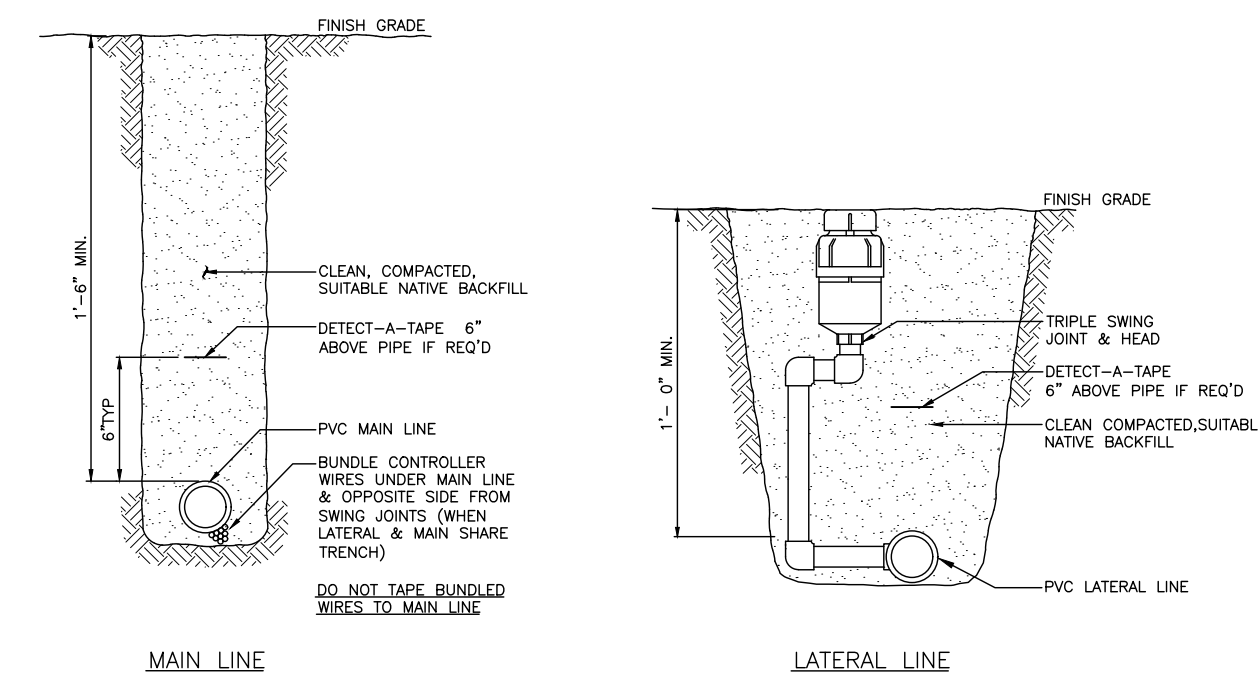 FINISH GRADE
1'-6" MIN.
CLEAN, COMPACTED,
SUITABLE NATIVE BACKFILL
DETECT-A-TAPE 6"
ABOVE PIPE IF REQ'D
6"TYP
PVC MAIN LINE
BUNDLE CONTROLLER
WIRES UNDER MAIN LINE
& OPPOSITE SIDE FROM
SWING JOINTS (WHEN
LATERAL & MAIN SHARE
TRENCH)
DO NOT TAPE BUNDLED
WIRES TO MAIN LINE
MAIN LINE
FINISH GRADE
1'- 0" MIN.
TRIPLE SWING
JOINT & HEAD
DETECT-A-TAPE
6" ABOVE PIPE IF REQ'D
CLEAN COMPACTED,SUITABL
NATIVE BACKFILL
PVC LATERAL LINE
LATERAL LINE